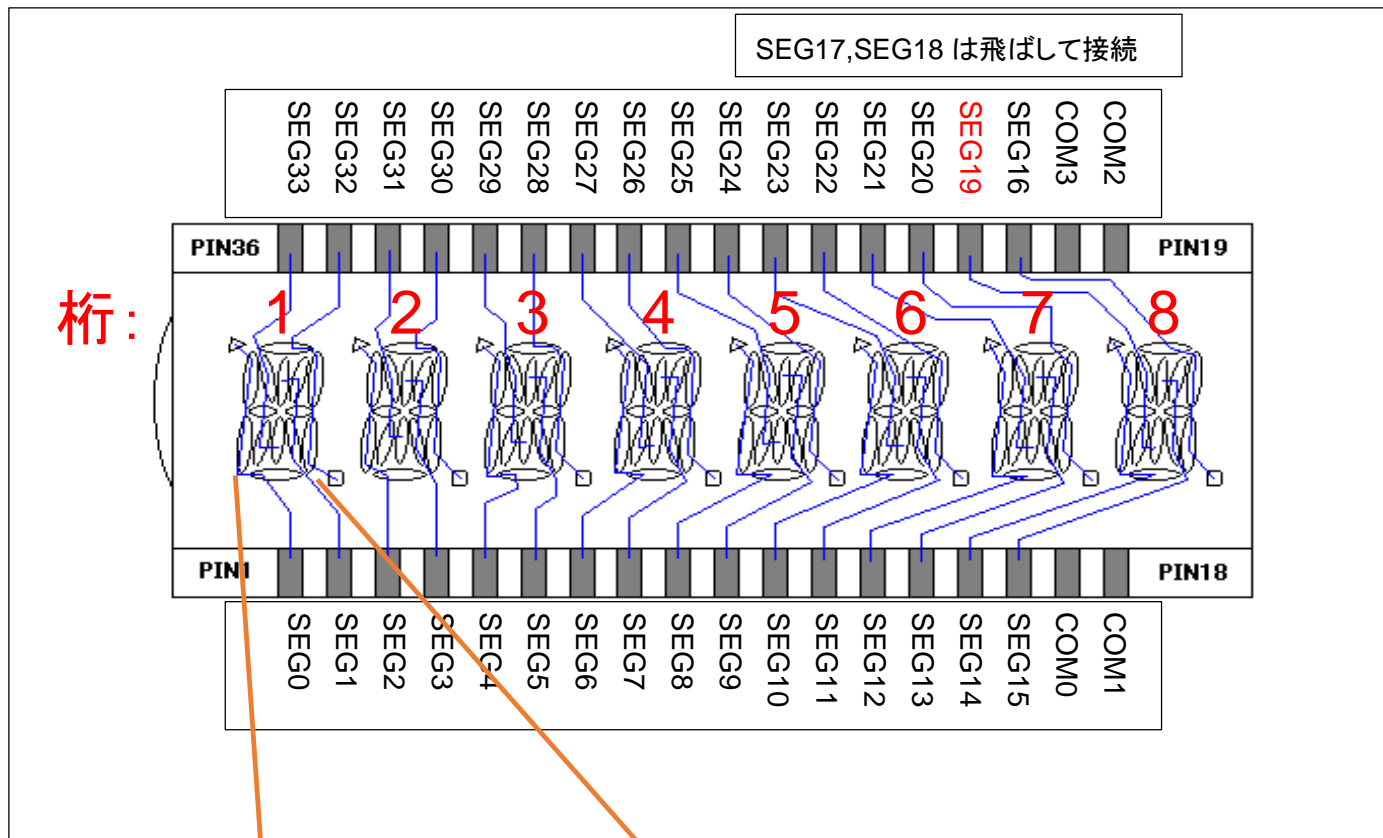 SEG17,SEG18 は飛ばして接続
SEG33
SEG32
SEG31
SEG30
SEG29
SEG28
SEG27
SEG26
SEG25
SEG24
SEG23
SEG22
SEG21
SEG20
SEG19
SEG16
COM3
COM2
PIN36
PIN19
桁：
1
2
3
4
5
6
7
8
PIN1
PIN18
SEG0
SEG1
SEG2
SEG3
SEG4
SEG5
SEG6
SEG7
SEG8
SEG9
SEG10
SEG11
SEG12
SEG13
SEG14
SEG15
COM0
COM1